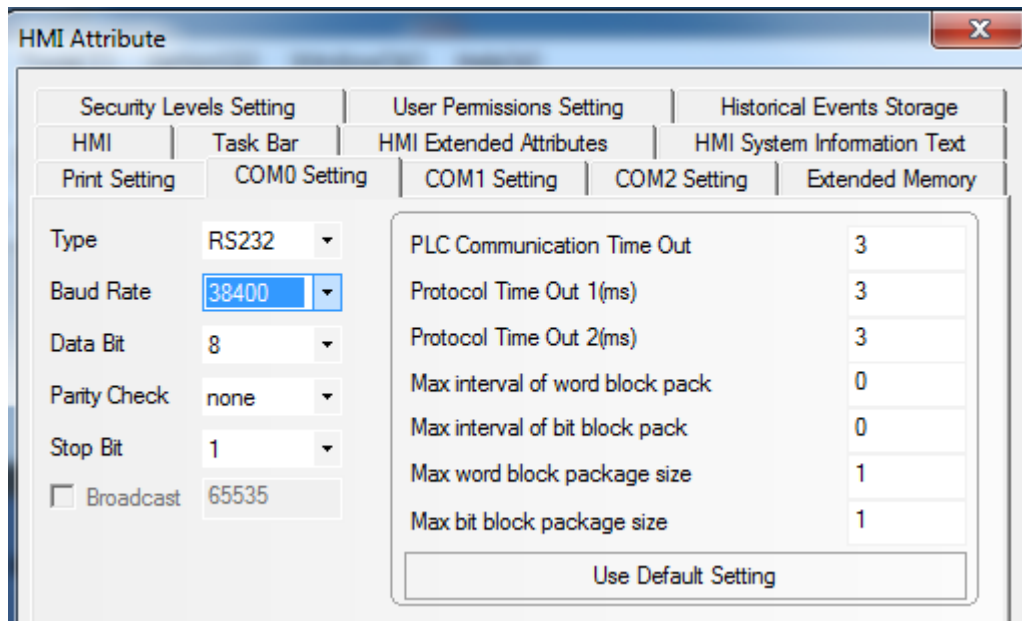 HMI Attribute
Security Levels Setting
User Permissions Setting
Historical Events Storage
HMI
Task Bar
HMI Extended Attributes
HMI System Information Text
Print Setting
COM0 Setting
COM1 Setting
COM2 Setting
Extended Memory
Type RS232
Baud Rate 38400
Data Bit 8
Parity Check none
Stop Bit 1
Broadcast 65535
PLC Communication Time Out 3
Protocol Time Out 1(ms) 3
Protocol Time Out 2(ms) 3
Max interval of word block pack 0
Max interval of bit block pack 0
Max word block package size 1
Max bit block package size 1
Use Default Setting